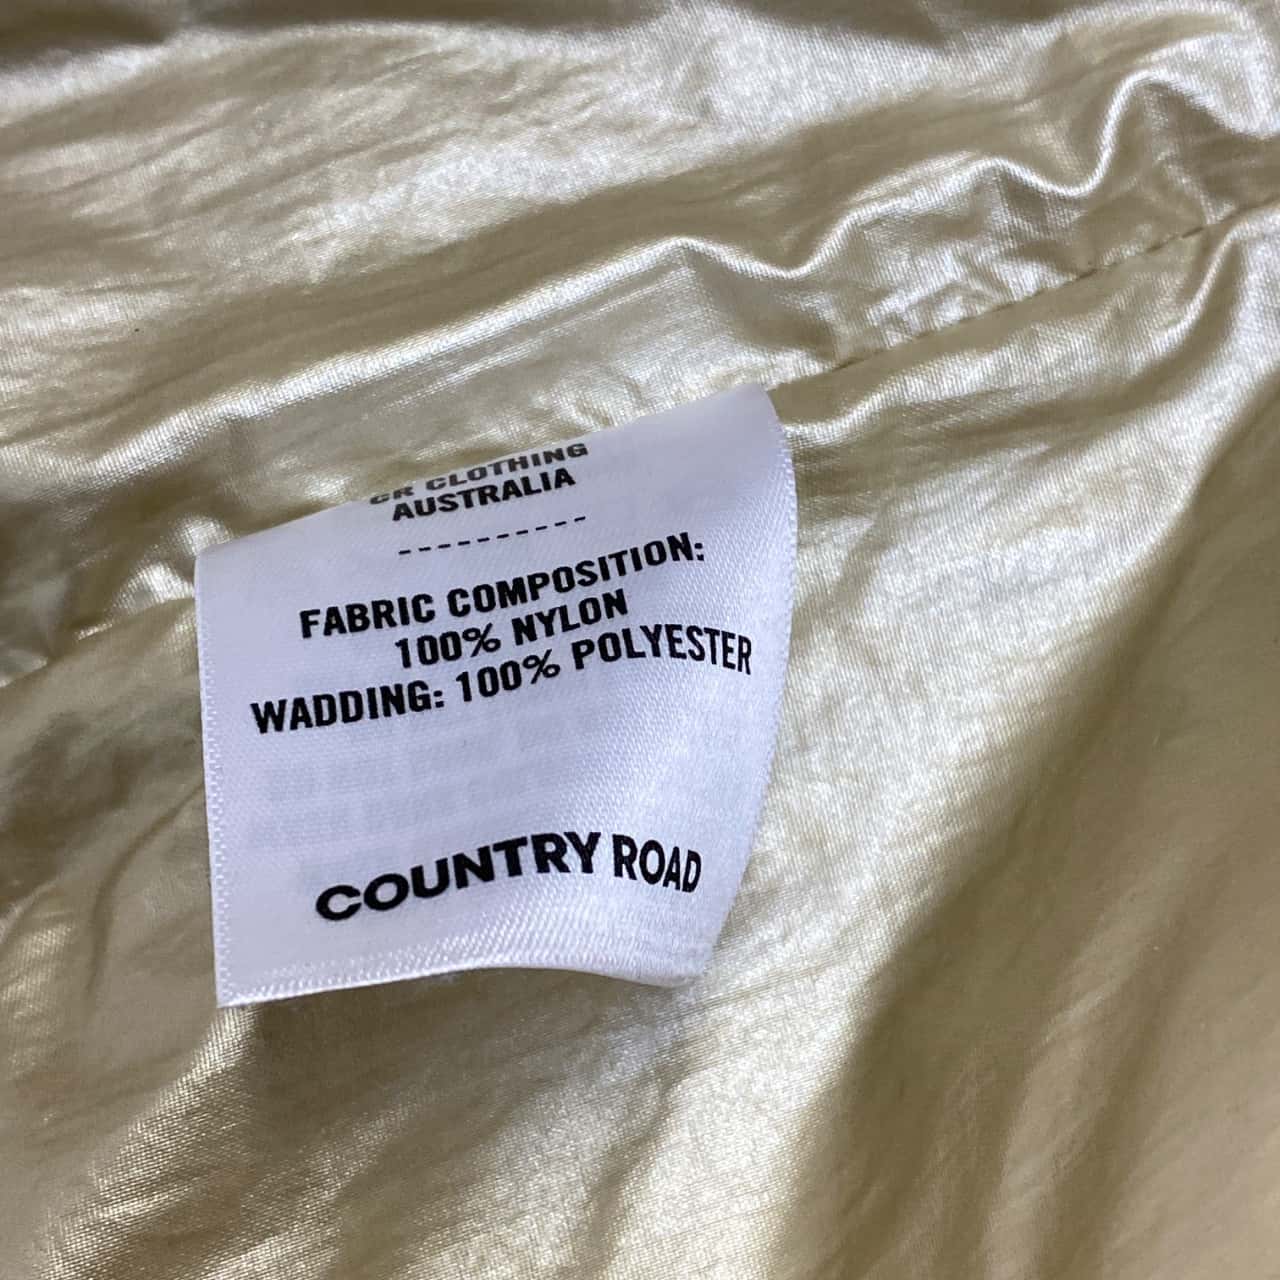 CR CLOTHING
AUSTRALIA
----------
FABRIC COMPOSITION:
100% NYLON
WADDING: 100% POLYESTER
COUNTRY ROAD